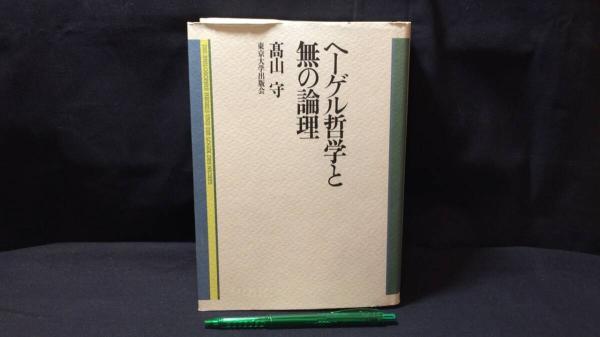 ヘーゲル哲学と
無の論理
髙山 守
東京大学出版会